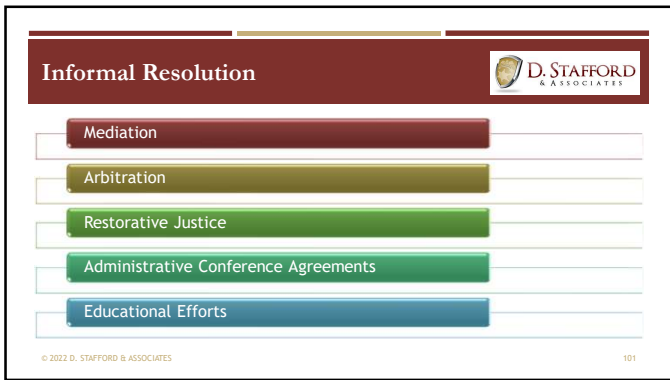 Informal Resolution
D. STAFFORD
& ASSOCIATES
Mediation
Arbitration
Restorative Justice
Administrative Conference Agreements
Educational Efforts
© 2022 D. STAFFORD & ASSOCIATES
101